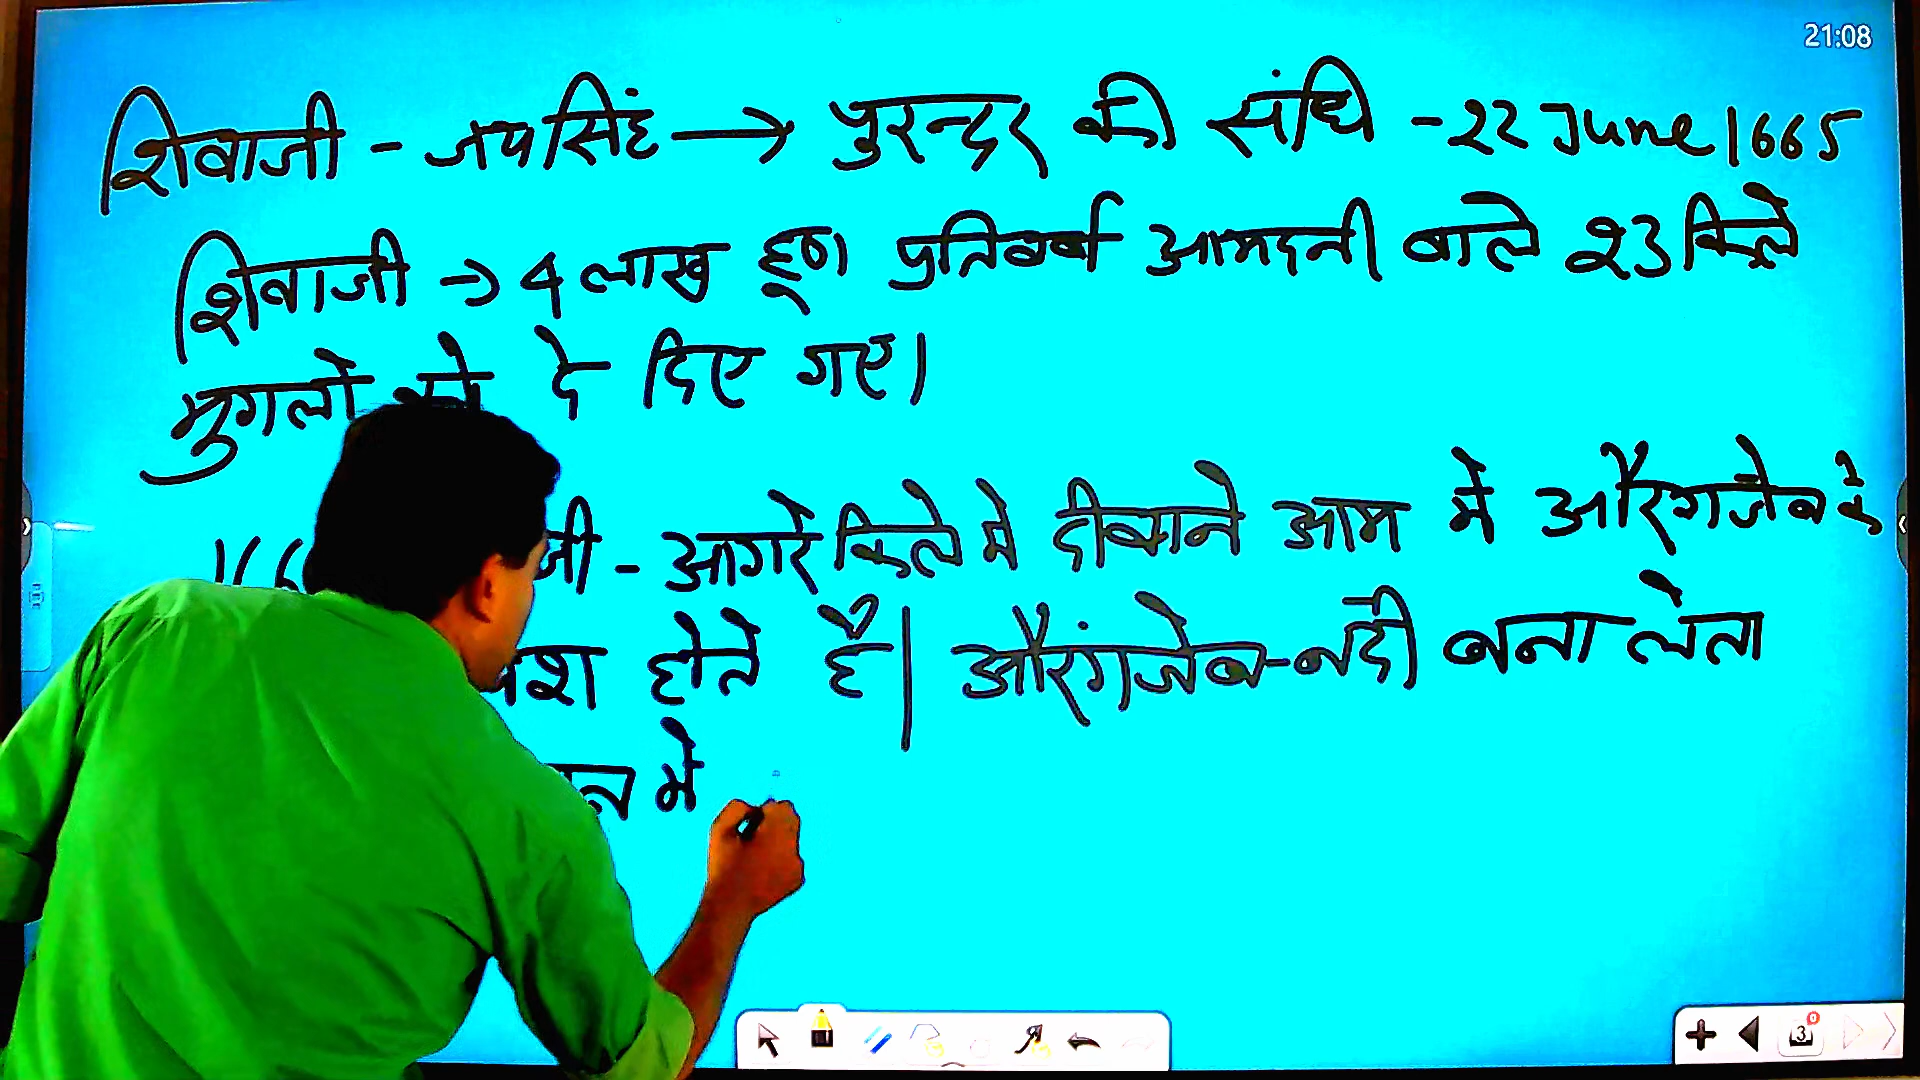 21:08
शिवाजी - जयसिंह → पुरन्दर की संधि - 22 June 1665
शिवाजी → 4 लाख हूण प्रतिवर्ष आमदनी वाले 23 किले
मुगलों को दे दिए गए।
जी - आगरे किले में दीवाने आम में औरंगजेब के
होते है। औरंगजेब - बंदी बना लेता
में
3